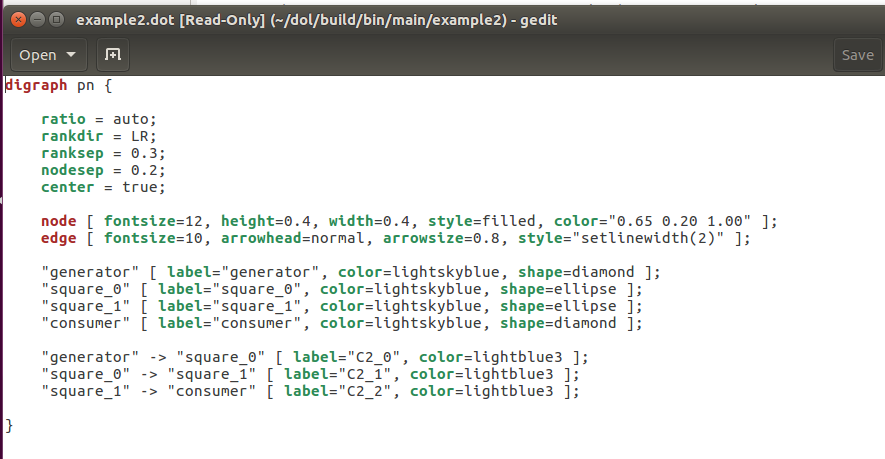 example2.dot [Read-Only] (~/dol/build/bin/main/example2) - gedit
Open Save
digraph pn {
ratio = auto;
rankdir = LR;
ranksep = 0.3;
nodesep = 0.2;
center = true;
node [ fontsize=12, height=0.4, width=0.4, style=filled, color="0.65 0.20 1.00" ];
edge [ fontsize=10, arrowhead=normal, arrowsize=0.8, style="setlinewidth(2)" ];
"generator" [ label="generator", color=lightskyblue, shape=diamond ];
"square_0" [ label="square_0", color=lightskyblue, shape=ellipse ];
"square_1" [ label="square_1", color=lightskyblue, shape=ellipse ];
"consumer" [ label="consumer", color=lightskyblue, shape=diamond ];
"generator" -> "square_0" [ label="C2_0", color=lightblue3 ];
"square_0" -> "square_1" [ label="C2_1", color=lightblue3 ];
"square_1" -> "consumer" [ label="C2_2", color=lightblue3 ];
}